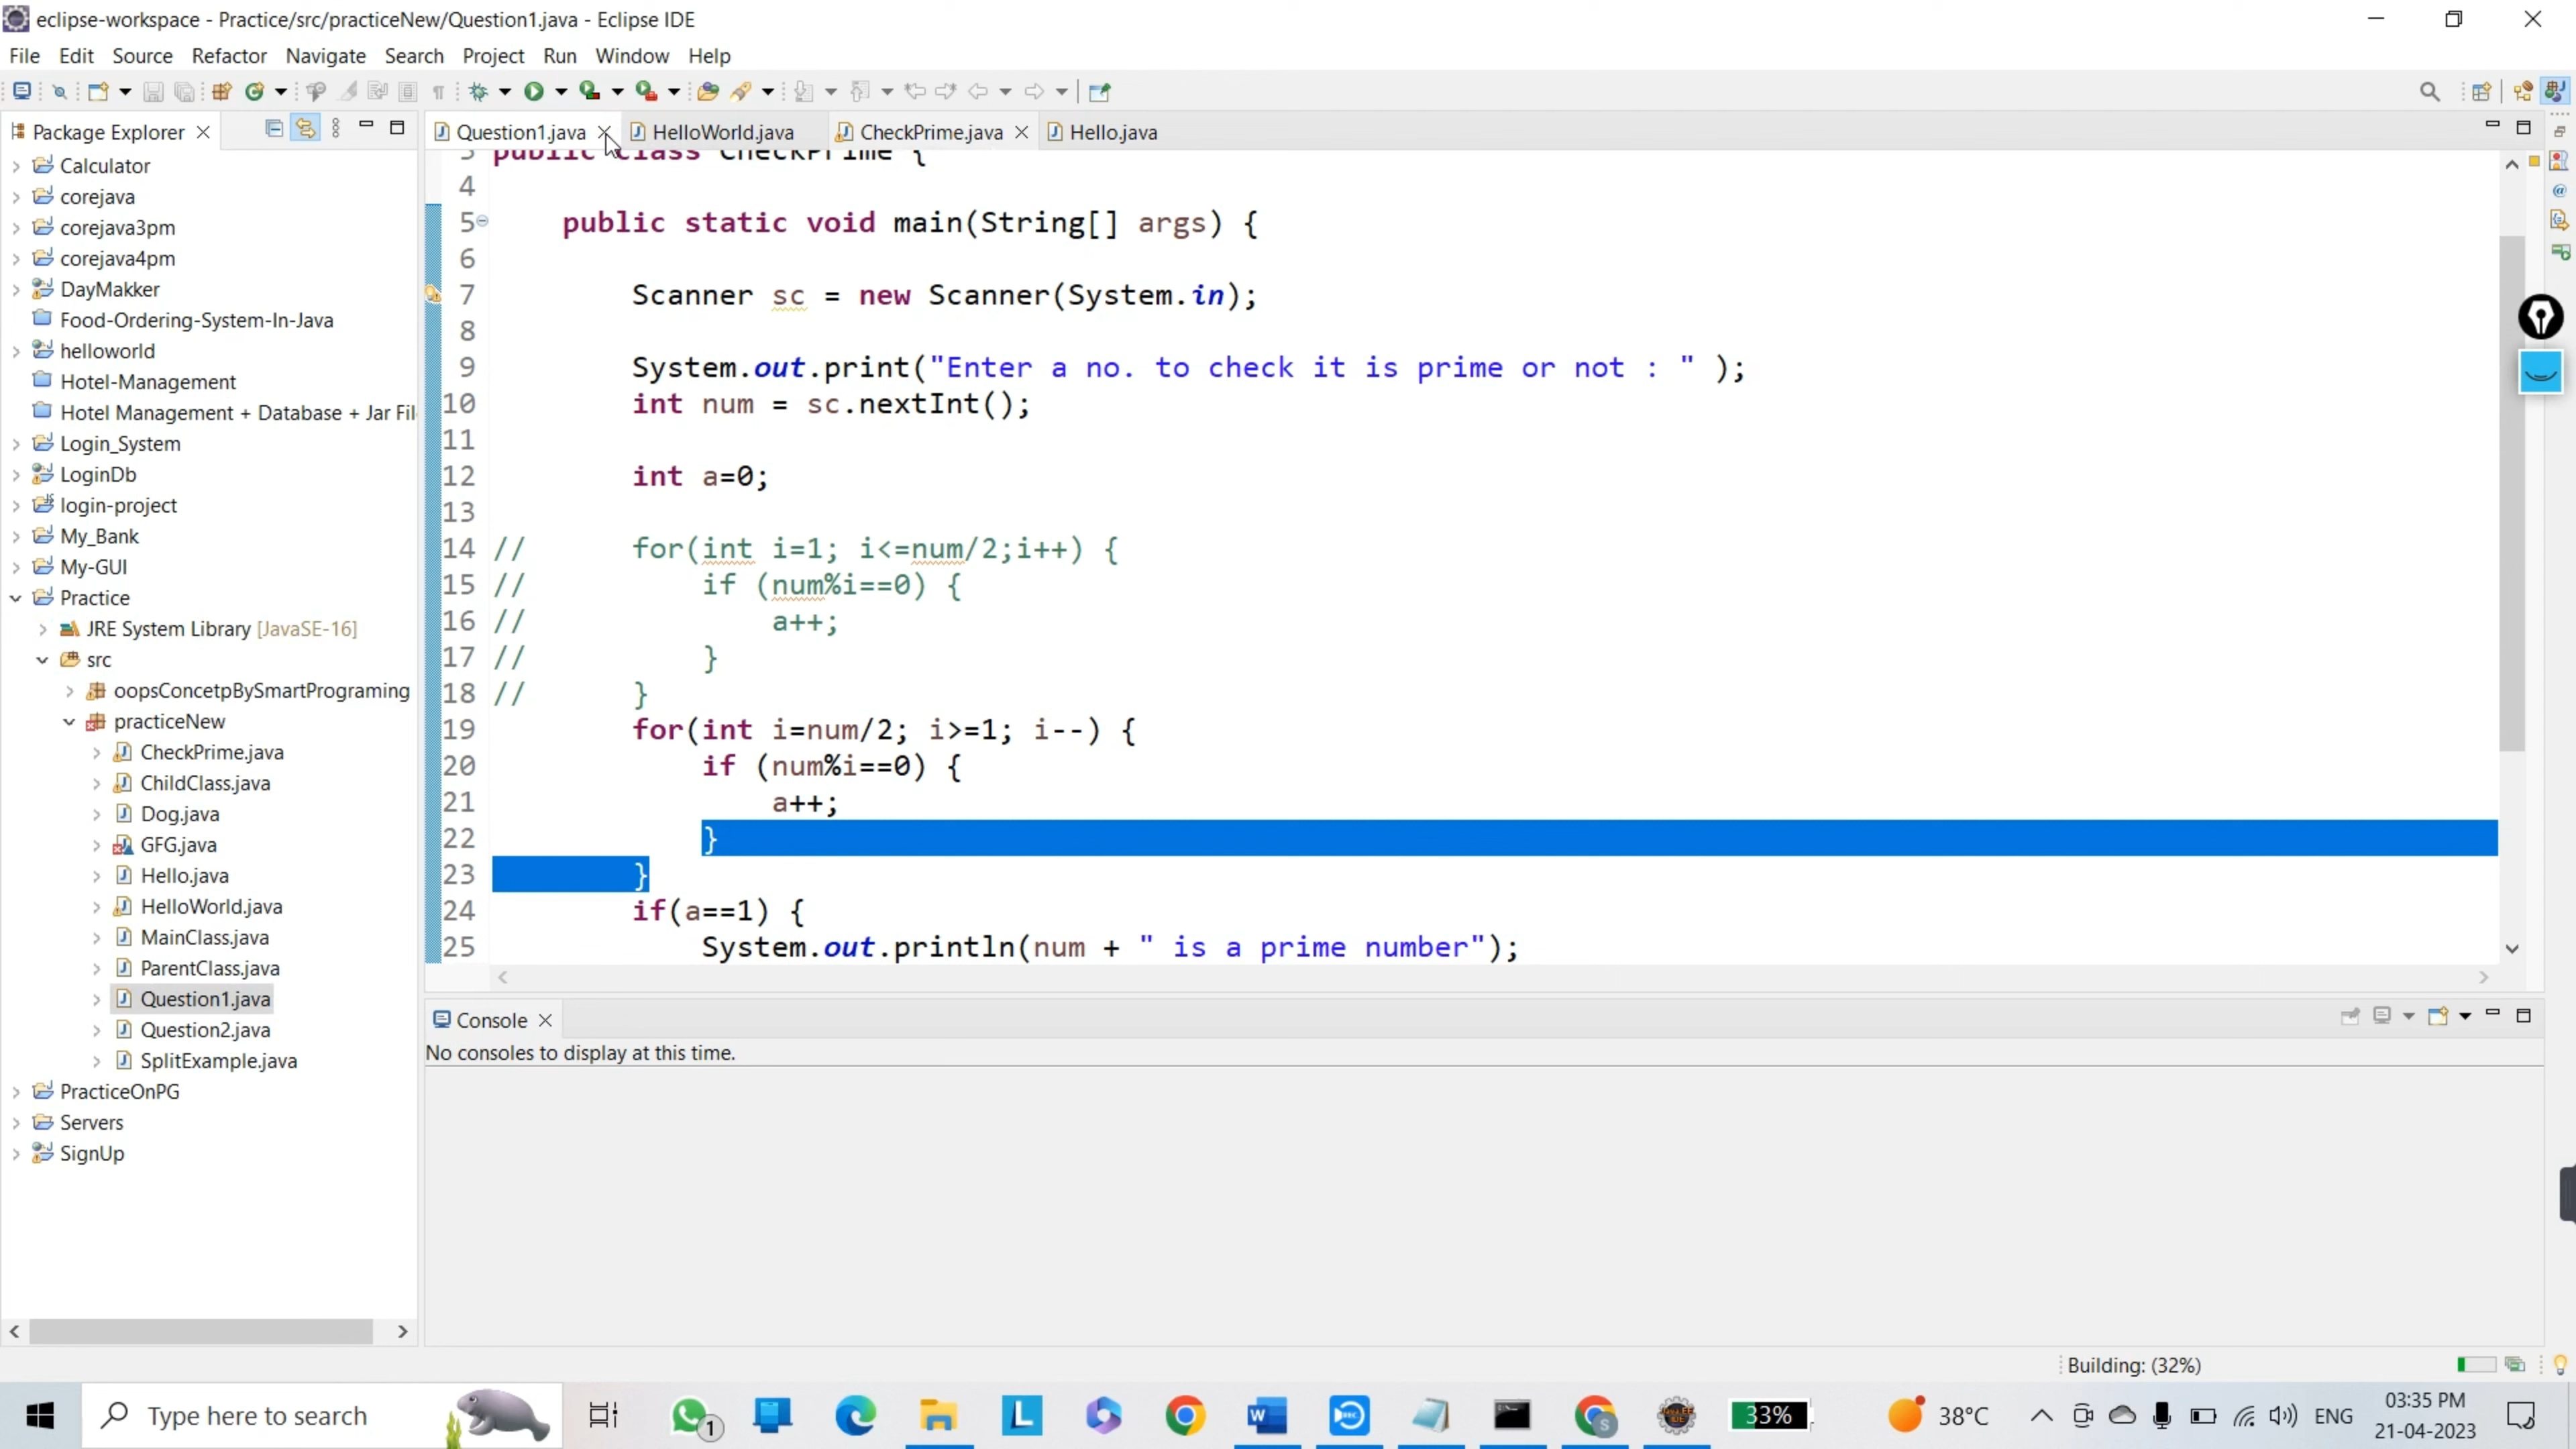 eclipse-workspace - Practice/src/practiceNew/Question1.java - Eclipse IDE
File Edit Source Refactor Navigate Search Project Run Window Help
Package Explorer
Calculator
corejava
corejava3pm
corejava4pm
DayMakker
Food-Ordering-System-In-Java
helloworld
Hotel-Management
Hotel Management + Database + Jar Fil
Login_System
LoginDb
login-project
My_Bank
My-GUI
Practice
JRE System Library [JavaSE-16]
src
oopsConcetpBySmartPrograming
practiceNew
CheckPrime.java
ChildClass.java
Dog.java
GFG.java
Hello.java
HelloWorld.java
MainClass.java
ParentClass.java
Question1.java
Question2.java
SplitExample.java
PracticeOnPG
Servers
SignUp
Question1.java HelloWorld.java CheckPrime.java Hello.java
3 public class CheckPrime {
4
5 public static void main(String[] args) {
6
7 Scanner sc = new Scanner(System.in);
8
9 System.out.print("Enter a no. to check it is prime or not : " );
10 int num = sc.nextInt();
11
12 int a=0;
13
14 // for(int i=1; i<=num/2;i++) {
15 // if (num%i==0) {
16 // a++;
17 // }
18 // }
19 for(int i=num/2; i>=1; i--) {
20 if (num%i==0) {
21 a++;
22 }
23 }
24 if(a==1) {
25 System.out.println(num + " is a prime number");
Console
No consoles to display at this time.
Building: (32%)
Type here to search
1
33%
38°C
ENG
03:35 PM
21-04-2023